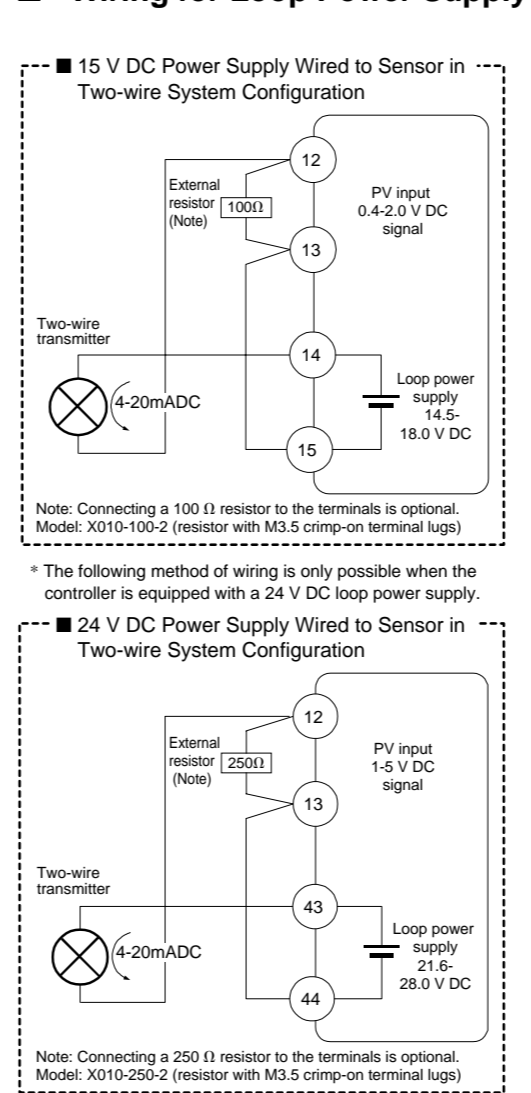 ■ 15 V DC Power Supply Wired to Sensor in
Two-wire System Configuration
12
External
resistor
(Note)
100Ω
PV input
0.4-2.0 V DC
signal
13
Two-wire
transmitter
14
4-20mADC
Loop power
supply
14.5-
18.0 V DC
15
Note: Connecting a 100 Ω resistor to the terminals is optional.
Model: X010-100-2 (resistor with M3.5 crimp-on terminal lugs)
* The following method of wiring is only possible when the
controller is equipped with a 24 V DC loop power supply.
■ 24 V DC Power Supply Wired to Sensor in
Two-wire System Configuration
12
External
resistor
(Note)
250Ω
PV input
1-5 V DC
signal
13
Two-wire
transmitter
43
4-20mADC
Loop power
supply
21.6-
28.0 V DC
44
Note: Connecting a 250 Ω resistor to the terminals is optional.
Model: X010-250-2 (resistor with M3.5 crimp-on terminal lugs)